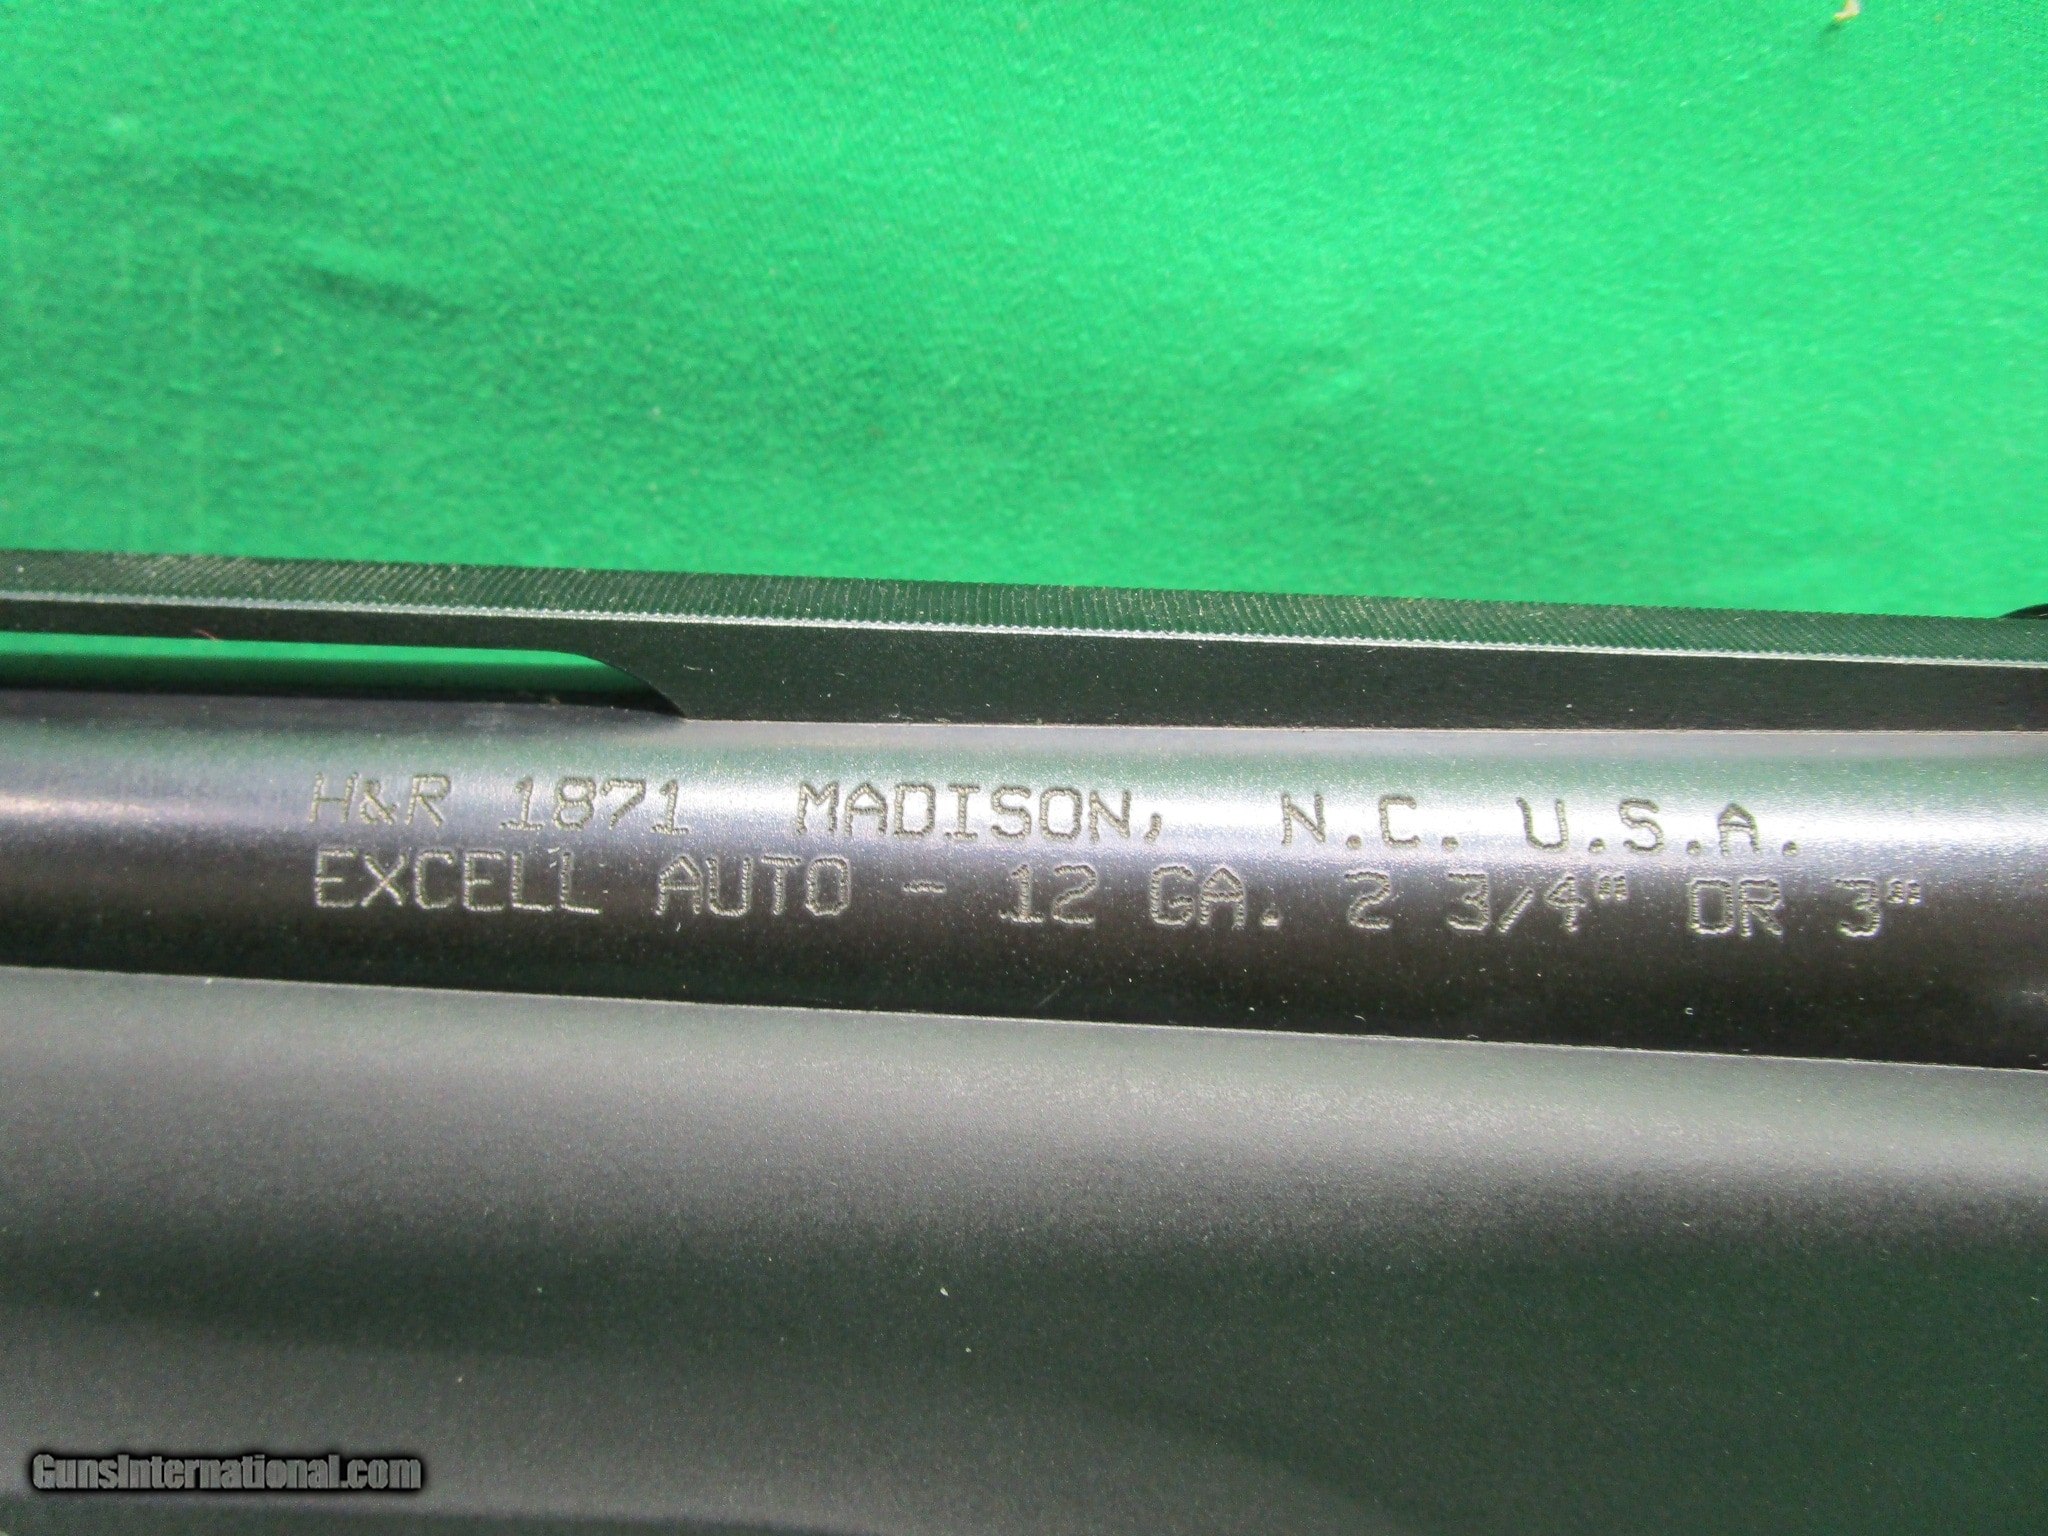 H&R 1871 MADISON, N.C. U.S.A.
EXCELL AUTO - 12 GA. 2 3/4" OR 3"
GunsInternational.com